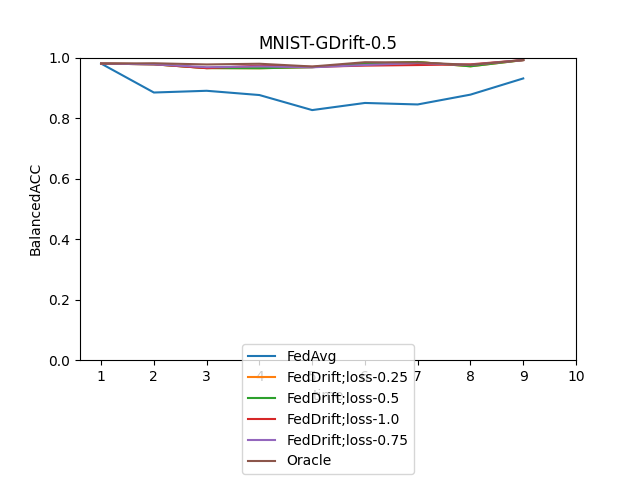 MNIST-GDrift-0.5
BalancedACC
1.0
0.8
0.6
0.4
0.2
0.0
1 2 3 4 5 6 7 8 9 10
FedAvg
FedDrift;loss-0.25
FedDrift;loss-0.5
FedDrift;loss-1.0
FedDrift;loss-0.75
Oracle